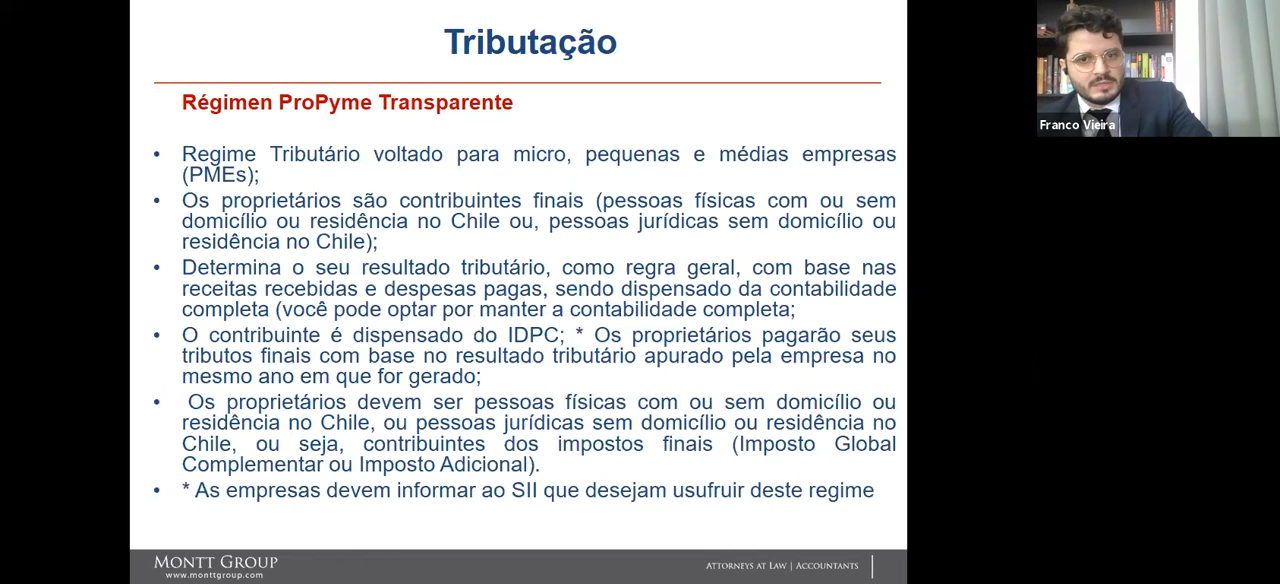 Tributação
Régimen ProPyme Transparente
• Regime Tributário voltado para micro, pequenas e médias empresas
(PMEs);
• Os proprietários são contribuintes finais (pessoas físicas com ou sem
domicílio ou residência no Chile ou, pessoas jurídicas sem domicílio ou
residência no Chile);
• Determina o seu resultado tributário, como regra geral, com base nas
receitas recebidas e despesas pagas, sendo dispensado da contabilidade
completa (você pode optar por manter a contabilidade completa;
• O contribuinte é dispensado do IDPC; * Os proprietários pagarão seus
tributos finais com base no resultado tributário apurado pela empresa no
mesmo ano em que for gerado;
• Os proprietários devem ser pessoas físicas com ou sem domicílio ou
residência no Chile, ou pessoas jurídicas sem domicílio ou residência no
Chile, ou seja, contribuintes dos impostos finais (Imposto Global
Complementar ou Imposto Adicional).
• * As empresas devem informar ao SII que desejam usufruir deste regime
MONTT GROUP
www.monttgroup.com
ATTORNEYS AT LAW | ACCOUNTANTS
Franco Vieira